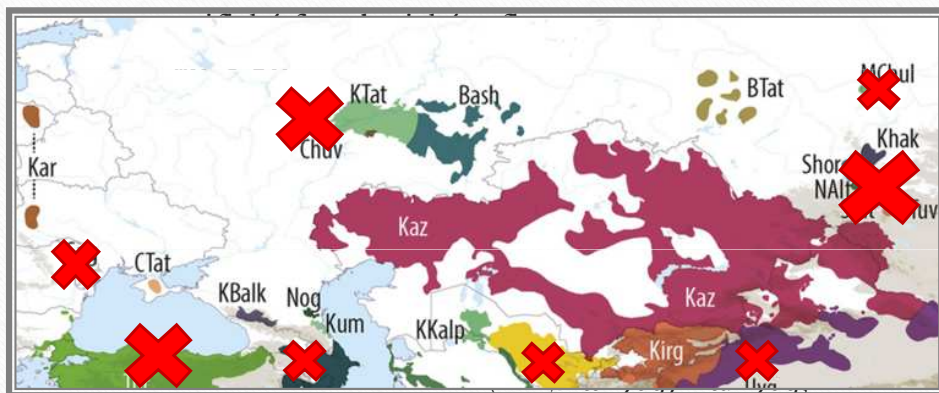 KTat
Bash
BTat
MChul
Chuv
Khak
Kar
Shor
NAlt
Kaz
CTat
KBalk
Nog
Kaz
Kum
KKalp
Kirg